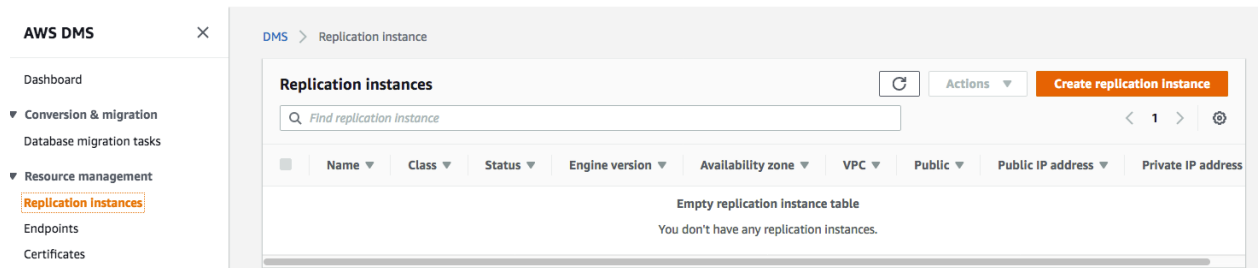 AWS DMS
Dashboard
Conversion & migration
Database migration tasks
Resource management
Replication instances
Endpoints
Certificates
DMS > Replication instance
Replication instances
Actions
Create replication instance
Find replication instance
1
Name Class Status Engine version Availability zone VPC Public Public IP address Private IP address
Empty replication instance table
You don't have any replication instances.